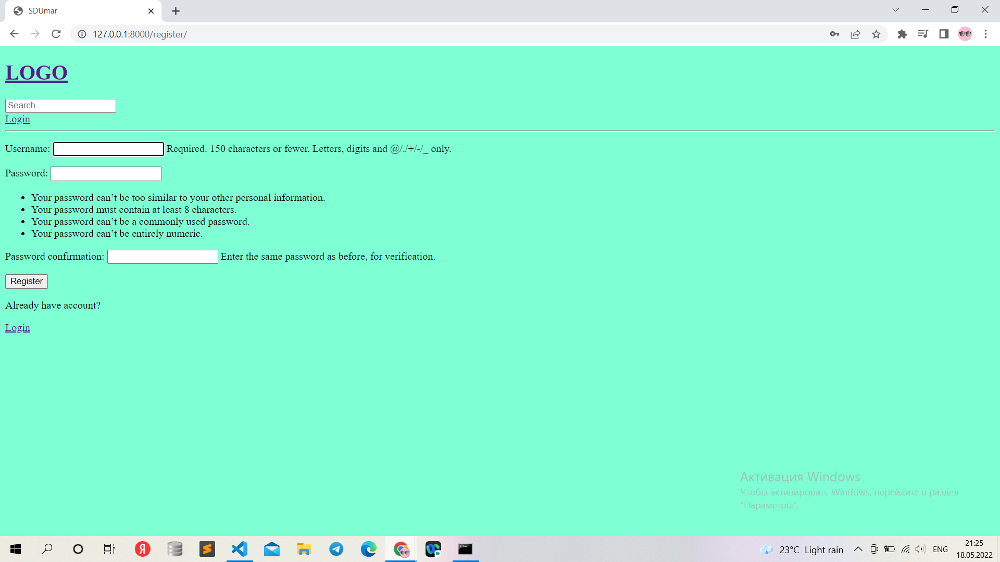 SDUmar
127.0.0.1:8000/register/
LOGO
Search
Login
Username: Required. 150 characters or fewer. Letters, digits and @/./+/-/_ only.
Password:
Your password can’t be too similar to your other personal information.
Your password must contain at least 8 characters.
Your password can’t be a commonly used password.
Your password can’t be entirely numeric.
Password confirmation: Enter the same password as before, for verification.
Register
Already have account?
Login
Активация Windows
Чтобы активировать Windows, перейдите в раздел
"Параметры".
Я
23°C Light rain
ENG
21:25
18.05.2022